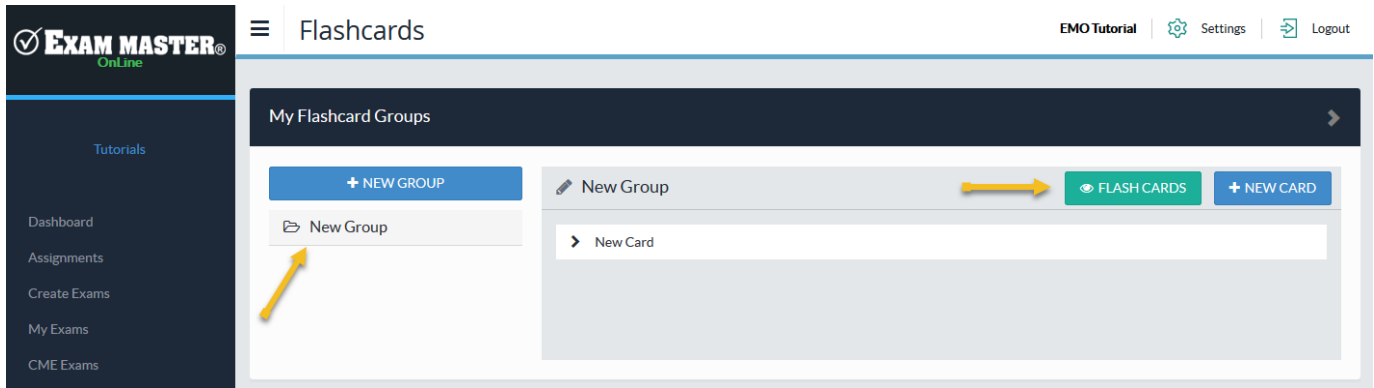 EXAM MASTER®
OnLine
Flashcards
EMO Tutorial
Settings
Logout
Tutorials
Dashboard
Assignments
Create Exams
My Exams
CME Exams
My Flashcard Groups
+ NEW GROUP
New Group
New Group
FLASH CARDS
+ NEW CARD
New Card